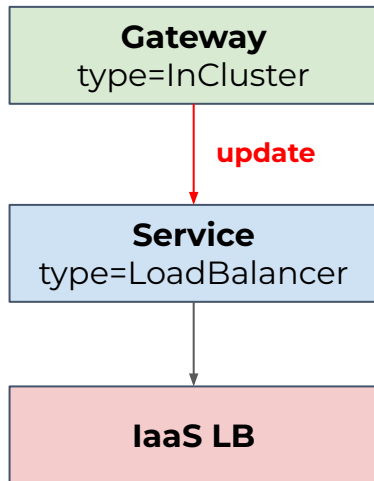 Gateway
type=InCluster
update
Service
type=LoadBalancer
IaaS LB